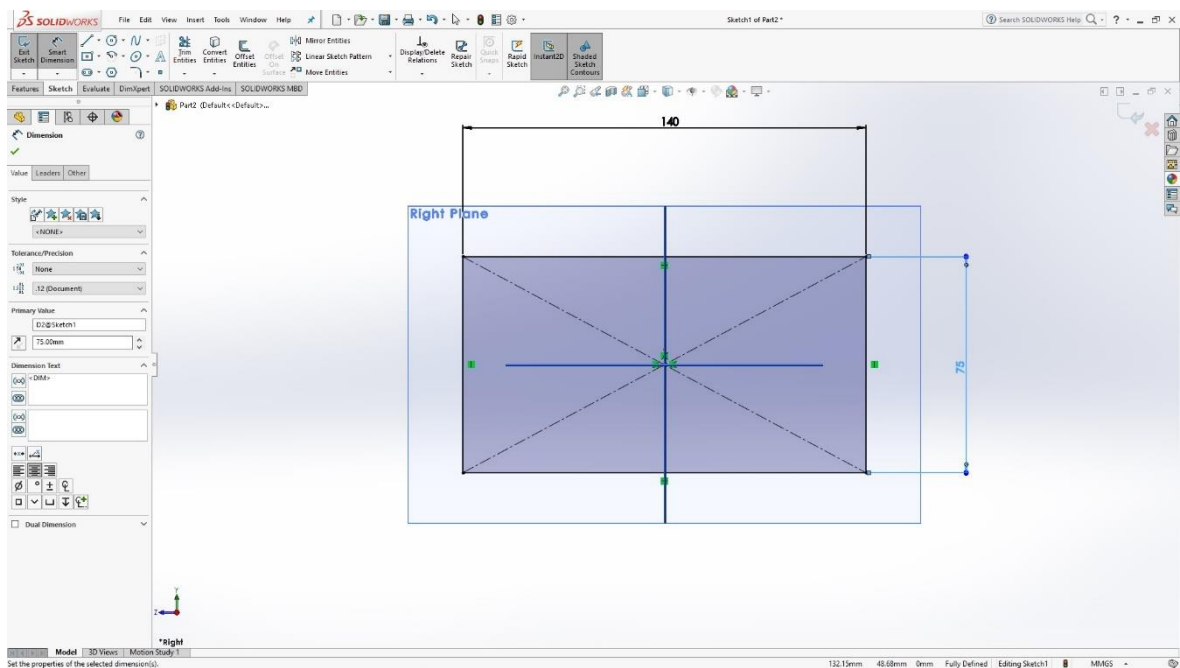 SOLIDWORKS File Edit View Insert Tools Window Help Sketch1 of Part2 * Search SOLIDWORKS Help
Exit Sketch
Smart Dimension
Trim Entities
Convert Entities
Offset Entities
Offset On Surface
Mirror Entities
Linear Sketch Pattern
More Entities
Display/Delete Relations
Repair Sketch
Quick Snaps
Rapid Sketch
Instant2D
Shaded Sketch Contours
Features Sketch Evaluate DimXpert SOLIDWORKS Add-Ins SOLIDWORKS MBD
Part2 (Default<<Default>...
Dimension
Value Leaders Other
Style
<NONE>
Tolerance/Precision
None
.12 (Document)
Primary Value
D2@Sketch1
75.00mm
Dimension Text
<DIM>
Dual Dimension
140
Right Plane
75
Y
Z
*Right
Model 3D Views Motion Study 1
Set the properties of the selected dimension(s). 132.15mm 48.68mm 0mm Fully Defined Editing Sketch1 MMGS